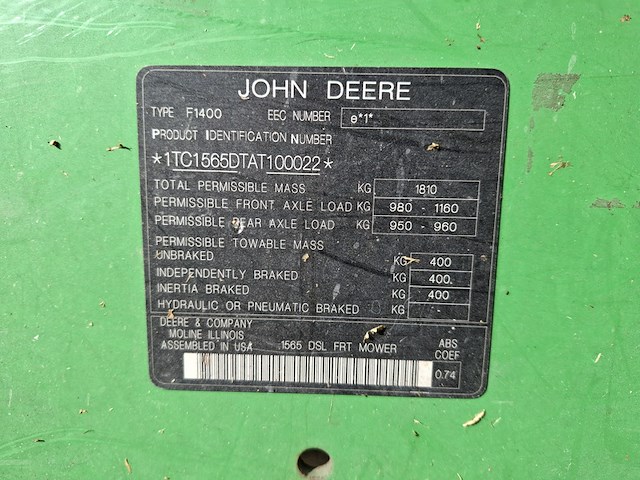 JOHN DEERE
TYPE F1400 EEC NUMBER e*1*
PRODUCT IDENTIFICATION NUMBER
*1TC1565DTAT100022*
TOTAL PERMISSIBLE MASS KG 1810
PERMISSIBLE FRONT AXLE LOAD KG 980 - 1160
PERMISSIBLE REAR AXLE LOAD KG 950 - 960
PERMISSIBLE TOWABLE MASS
UNBRAKED KG 400
INDEPENDENTLY BRAKED KG 400
INERTIA BRAKED KG 400
HYDRAULIC OR PNEUMATIC BRAKED KG
DEERE & COMPANY
MOLINE ILLINOIS
ASSEMBLED IN USA 1565 DSL FRT MOWER
ABS
COEF
0.74